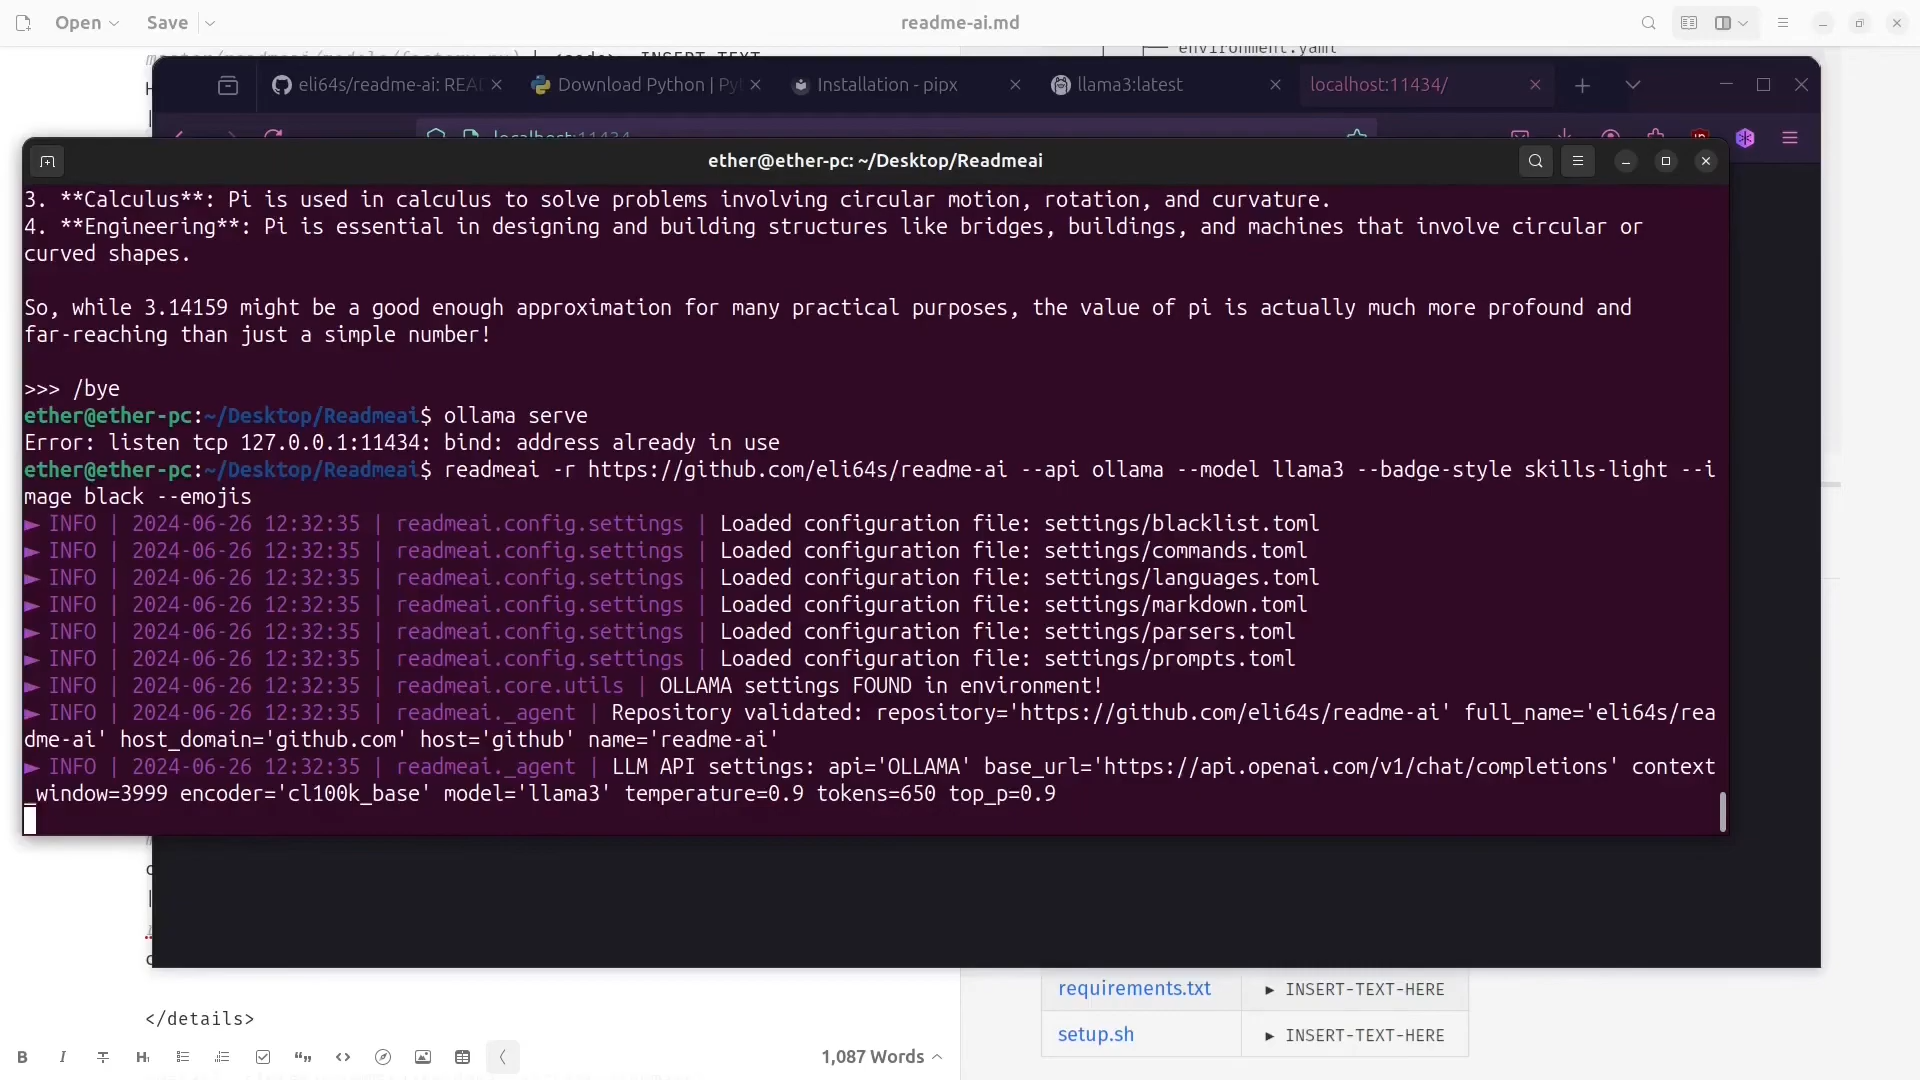 Open
Save
readme-ai.md
environment.yaml
eli64s/readme-ai: REA
Download Python | Py
Installation - pipx
llama3:latest
localhost:11434/
localhost:11434
ether@ether-pc: ~/Desktop/Readmeai
3. **Calculus**: Pi is used in calculus to solve problems involving circular motion, rotation, and curvature.
4. **Engineering**: Pi is essential in designing and building structures like bridges, buildings, and machines that involve circular or
curved shapes.
So, while 3.14159 might be a good enough approximation for many practical purposes, the value of pi is actually much more profound and
far-reaching than just a simple number!
>>> /bye
ether@ether-pc:~/Desktop/Readmeai$ ollama serve
Error: listen tcp 127.0.0.1:11434: bind: address already in use
ether@ether-pc:~/Desktop/Readmeai$ readmeai -r https://github.com/eli64s/readme-ai --api ollama --model llama3 --badge-style skills-light --i
mage black --emojis
► INFO | 2024-06-26 12:32:35 | readmeai.config.settings | Loaded configuration file: settings/blacklist.toml
► INFO | 2024-06-26 12:32:35 | readmeai.config.settings | Loaded configuration file: settings/commands.toml
► INFO | 2024-06-26 12:32:35 | readmeai.config.settings | Loaded configuration file: settings/languages.toml
► INFO | 2024-06-26 12:32:35 | readmeai.config.settings | Loaded configuration file: settings/markdown.toml
► INFO | 2024-06-26 12:32:35 | readmeai.config.settings | Loaded configuration file: settings/parsers.toml
► INFO | 2024-06-26 12:32:35 | readmeai.config.settings | Loaded configuration file: settings/prompts.toml
► INFO | 2024-06-26 12:32:35 | readmeai.core.utils | OLLAMA settings FOUND in environment!
► INFO | 2024-06-26 12:32:35 | readmeai._agent | Repository validated: repository='https://github.com/eli64s/readme-ai' full_name='eli64s/rea
dme-ai' host_domain='github.com' host='github' name='readme-ai'
► INFO | 2024-06-26 12:32:35 | readmeai._agent | LLM API settings: api='OLLAMA' base_url='https://api.openai.com/v1/chat/completions' context
_window=3999 encoder='cl100k_base' model='llama3' temperature=0.9 tokens=650 top_p=0.9
requirements.txt ► INSERT-TEXT-HERE
setup.sh ► INSERT-TEXT-HERE
</details>
1,087 Words